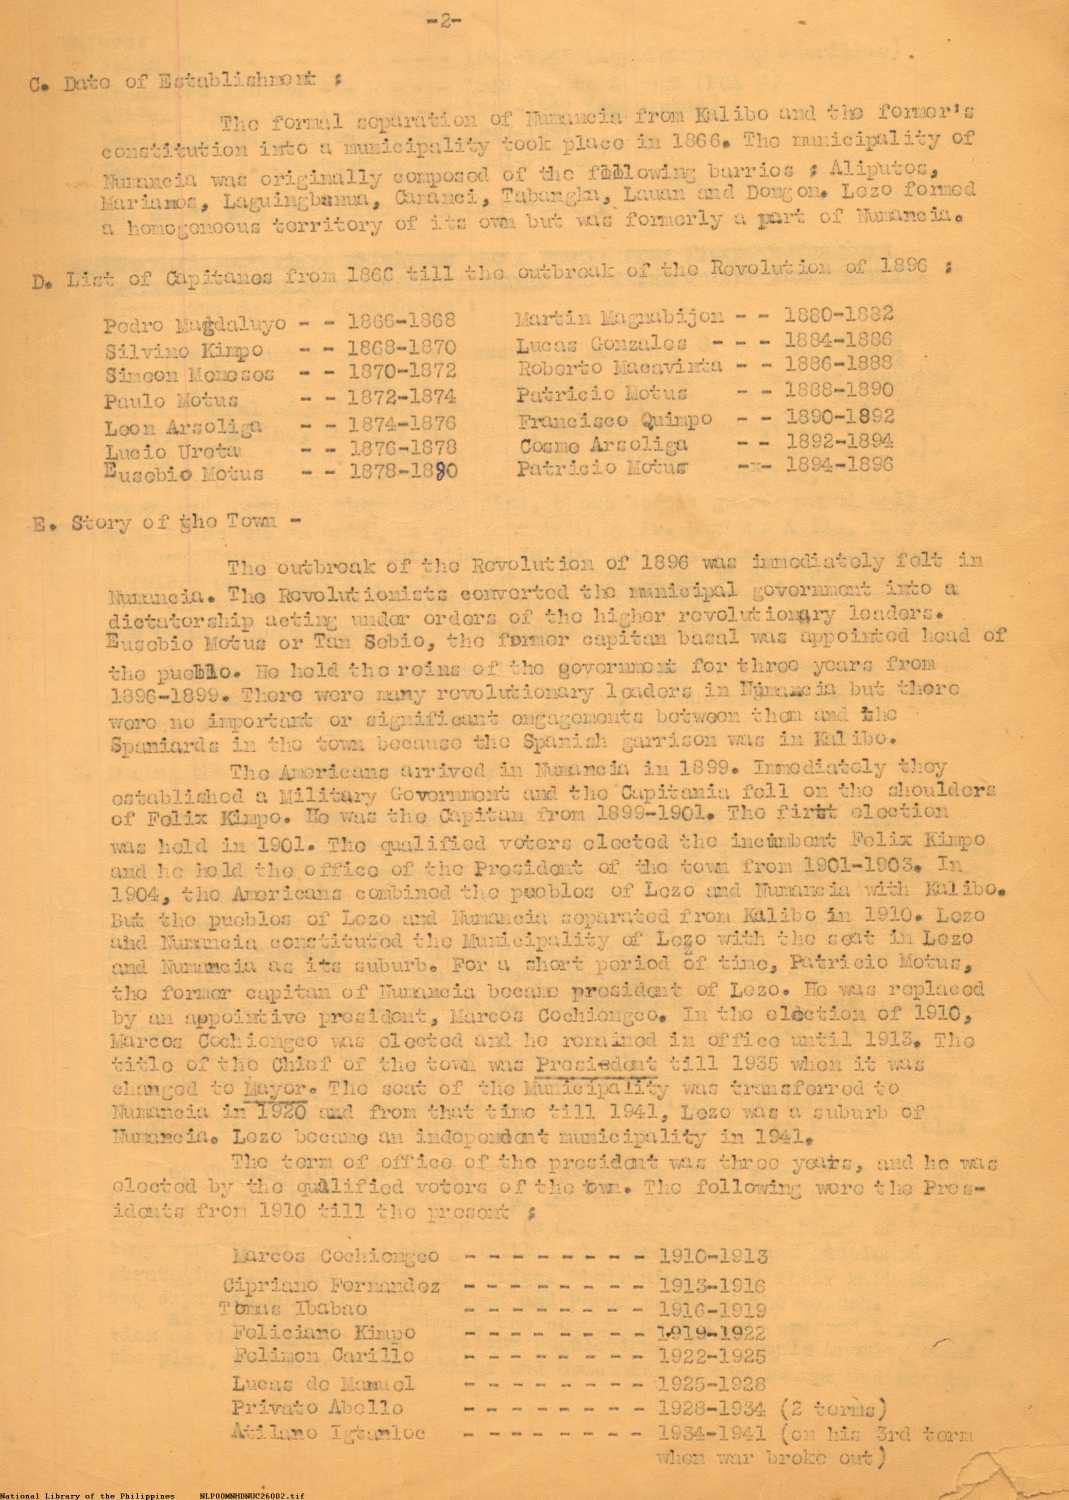 -2-
C. Date of Establishment ;
The formal separation of Numancia from Kalibo and the former's
constitution into a municipality took place in 1866. The municipality of
Numancia was originally composed of the following barrios ; Aliputos,
Marianos, Laguingbanua, Camanci, Tabangka, Lauan and Dongon. Lezo formed
a homogeneous territory of its own but was formerly a part of Numancia.
D. List of Capitanes from 1866 till the outbreak of the Revolution of 1896 ;
Pedro Magdaluyo - - 1866-1868
Silvino Kimpo - - 1868-1870
Simeon Meneses - - 1870-1872
Paulo Motus - - 1872-1874
Leon Arsoliga - - 1874-1876
Lucio Ureta - - 1876-1878
Eusebio Motus - - 1878-1880
Martin Magnabijon - - 1880-1882
Lucas Gonzales - - - 1884-1886
Roberto Macavinta - - 1886-1888
Patricio Motus - - 1888-1890
Francisco Quimpo - - 1890-1892
Cosme Arsoliga - - 1892-1894
Patricio Motus - - 1894-1896
E. Story of the Town -
The outbreak of the Revolution of 1896 was immediately felt in
Numancia. The Revolutionists converted the municipal government into a
dictatorship acting under orders of the higher revolutionary leaders.
Eusebio Motus or Tan Sebio, the former capitan basal was appointed head of
the pueblo. He held the reins of the government for three years from
1896-1899. There were many revolutionary leaders in Numancia but there
were no important or significant engagements between them and the
Spaniards in the town because the Spanish garrison was in Kalibo.
The Americans arrived in Numancia in 1899. Immediately they
established a Military Government and the Capitania fell on the shoulders
of Felix Kimpo. He was the Capitan from 1899-1901. The first election
was held in 1901. The qualified voters elected the incumbent Felix Kimpo
and he held the office of the President of the town from 1901-1903. In
1904, the Americans combined the pueblos of Lezo and Numancia with Kalibo.
But the pueblos of Lezo and Numancia separated from Kalibo in 1910. Lezo
and Numancia constituted the Municipality of Lezo with the seat in Lezo
and Numancia as its suburb. For a short period of time, Patricio Motus,
the former capitan of Numancia became president of Lezo. He was replaced
by an appointive president, Marcos Cochiongco. In the election of 1910,
Marcos Cochiongco was elected and he remained in office until 1913. The
title of the Chief of the town was President till 1935 when it was
changed to Mayor. The seat of the Municipality was transferred to
Numancia in 1920 and from that time till 1941, Lezo was a suburb of
Numancia. Lezo became an independent municipality in 1941.
The term of office of the president was three years, and he was
elected by the qualified voters of the town. The following were the Pres-
idents from 1910 till the present ;
Marcos Cochiongco - - - - - - - - 1910-1913
Cipriano Fernandez - - - - - - - - 1913-1916
Tomas Ibabao - - - - - - - - 1916-1919
Feliciano Kimpo - - - - - - - - 1919-1922
Felimon Carillo - - - - - - - - 1922-1925
Lucas de Manuel - - - - - - - - 1925-1928
Privato Abello - - - - - - - - 1928-1934 (2 terms)
Atilano Igtanloc - - - - - - - - 1934-1941 (on his 3rd term
when war broke out)
National Library of the Philippines NLPOOMNHDNUC26002.tif